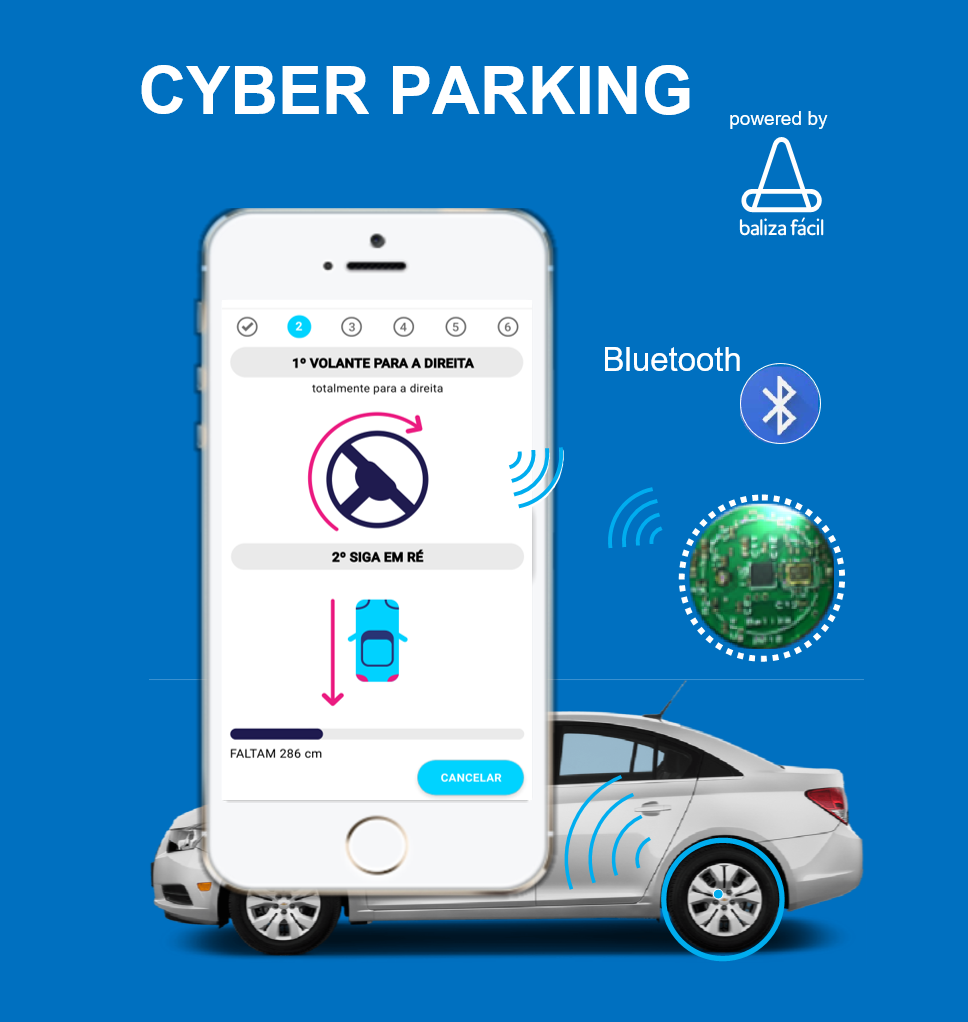 CYBER PARKING
powered by
baliza fácil
2
3
4
5
6
1º VOLANTE PARA A DIREITA
totalmente para a direita
Bluetooth
2º SIGA EM RÉ
FALTAM 286 cm
CANCELAR